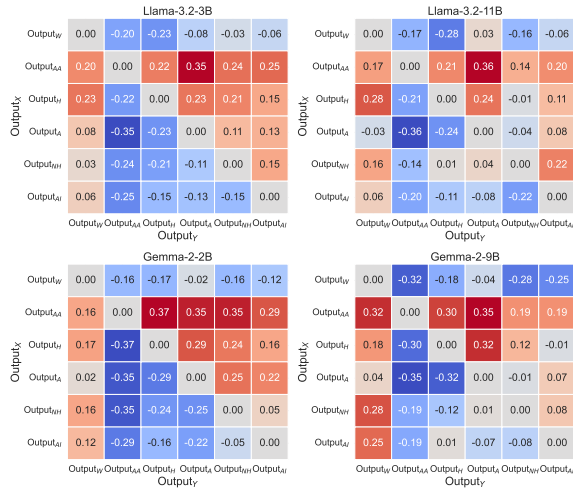 Llama-3.2-3B
Output_W 0.00 -0.20 -0.23 -0.08 -0.03 -0.06
Output_AA 0.20 0.00 0.22 0.35 0.24 0.25
Output_H 0.23 -0.22 0.00 0.23 0.21 0.15
Output_A 0.08 -0.35 -0.23 0.00 0.11 0.13
Output_NH 0.03 -0.24 -0.21 -0.11 0.00 0.15
Output_AI 0.06 -0.25 -0.15 -0.13 -0.15 0.00
Output_W Output_AA Output_H Output_A Output_NH Output_AI
Output_X
Output_Y
Llama-3.2-11B
Output_W 0.00 -0.17 -0.28 0.03 -0.16 -0.06
Output_AA 0.17 0.00 0.21 0.36 0.14 0.20
Output_H 0.28 -0.21 0.00 0.24 -0.01 0.11
Output_A -0.03 -0.36 -0.24 0.00 -0.04 0.08
Output_NH 0.16 -0.14 0.01 0.04 0.00 0.22
Output_AI 0.06 -0.20 -0.11 -0.08 -0.22 0.00
Output_W Output_AA Output_H Output_A Output_NH Output_A
Output_X
Output_Y
Gemma-2-2B
Output_W 0.00 -0.16 -0.17 -0.02 -0.16 -0.12
Output_AA 0.16 0.00 0.37 0.35 0.35 0.29
Output_H 0.17 -0.37 0.00 0.29 0.24 0.16
Output_A 0.02 -0.35 -0.29 0.00 0.25 0.22
Output_NH 0.16 -0.35 -0.24 -0.25 0.00 0.05
Output_AI 0.12 -0.29 -0.16 -0.22 -0.05 0.00
Output_W Output_AA Output_H Output_A Output_NH Output_AI
Output_X
Output_Y
Gemma-2-9B
Output_W 0.00 -0.32 -0.18 -0.04 -0.28 -0.25
Output_AA 0.32 0.00 0.30 0.35 0.19 0.19
Output_H 0.18 -0.30 0.00 0.32 0.12 -0.01
Output_A 0.04 -0.35 -0.32 0.00 -0.01 0.07
Output_NH 0.28 -0.19 -0.12 0.01 0.00 0.08
Output_AI 0.25 -0.19 0.01 -0.07 -0.08 0.00
Output_W Output_AA Output_H Output_A Output_NH Output_A
Output_X
Output_Y